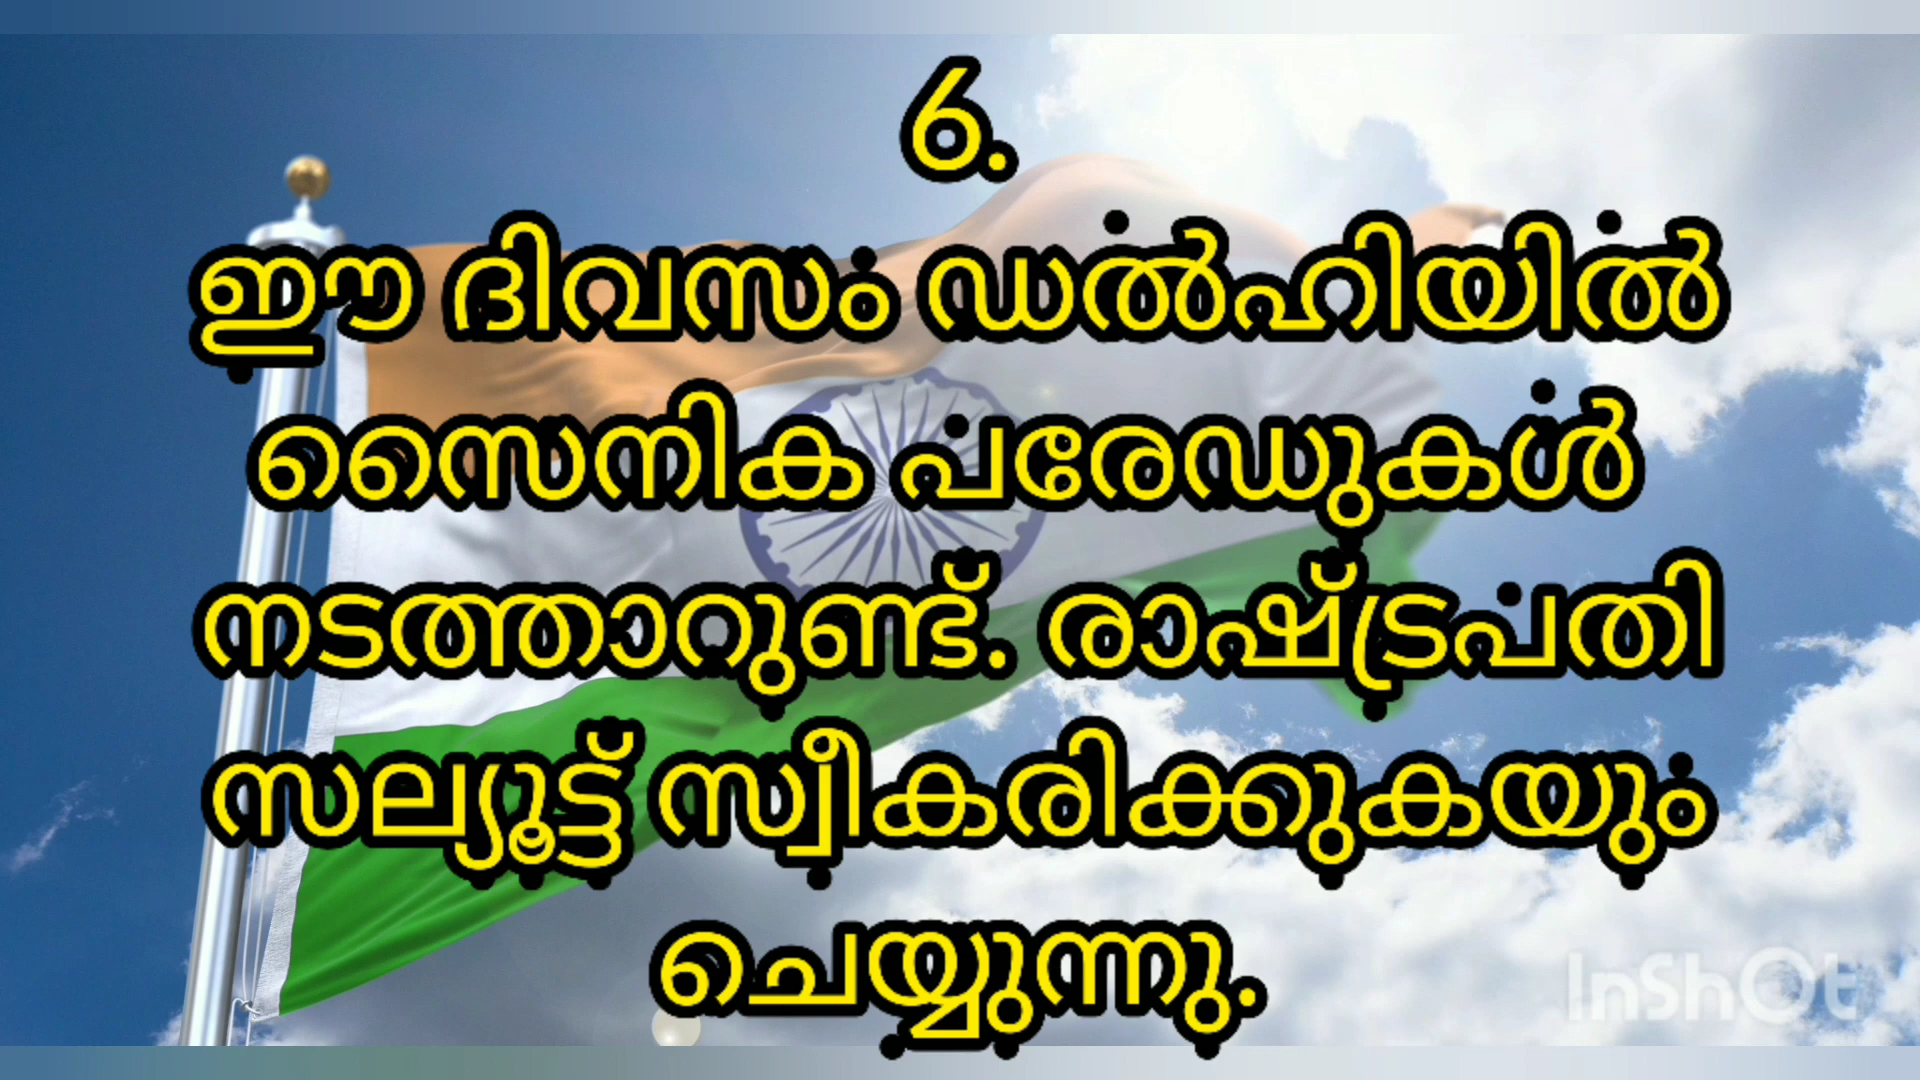 6.
ഈ ദിവസം ഡൽഹിയിൽ
സൈനിക പരേഡുകൾ
നടത്താറുണ്ട്. രാഷ്ട്രപതി
സല്യൂട്ട് സ്വീകരിക്കുകയും
ചെയ്യുന്നു.
InShOt